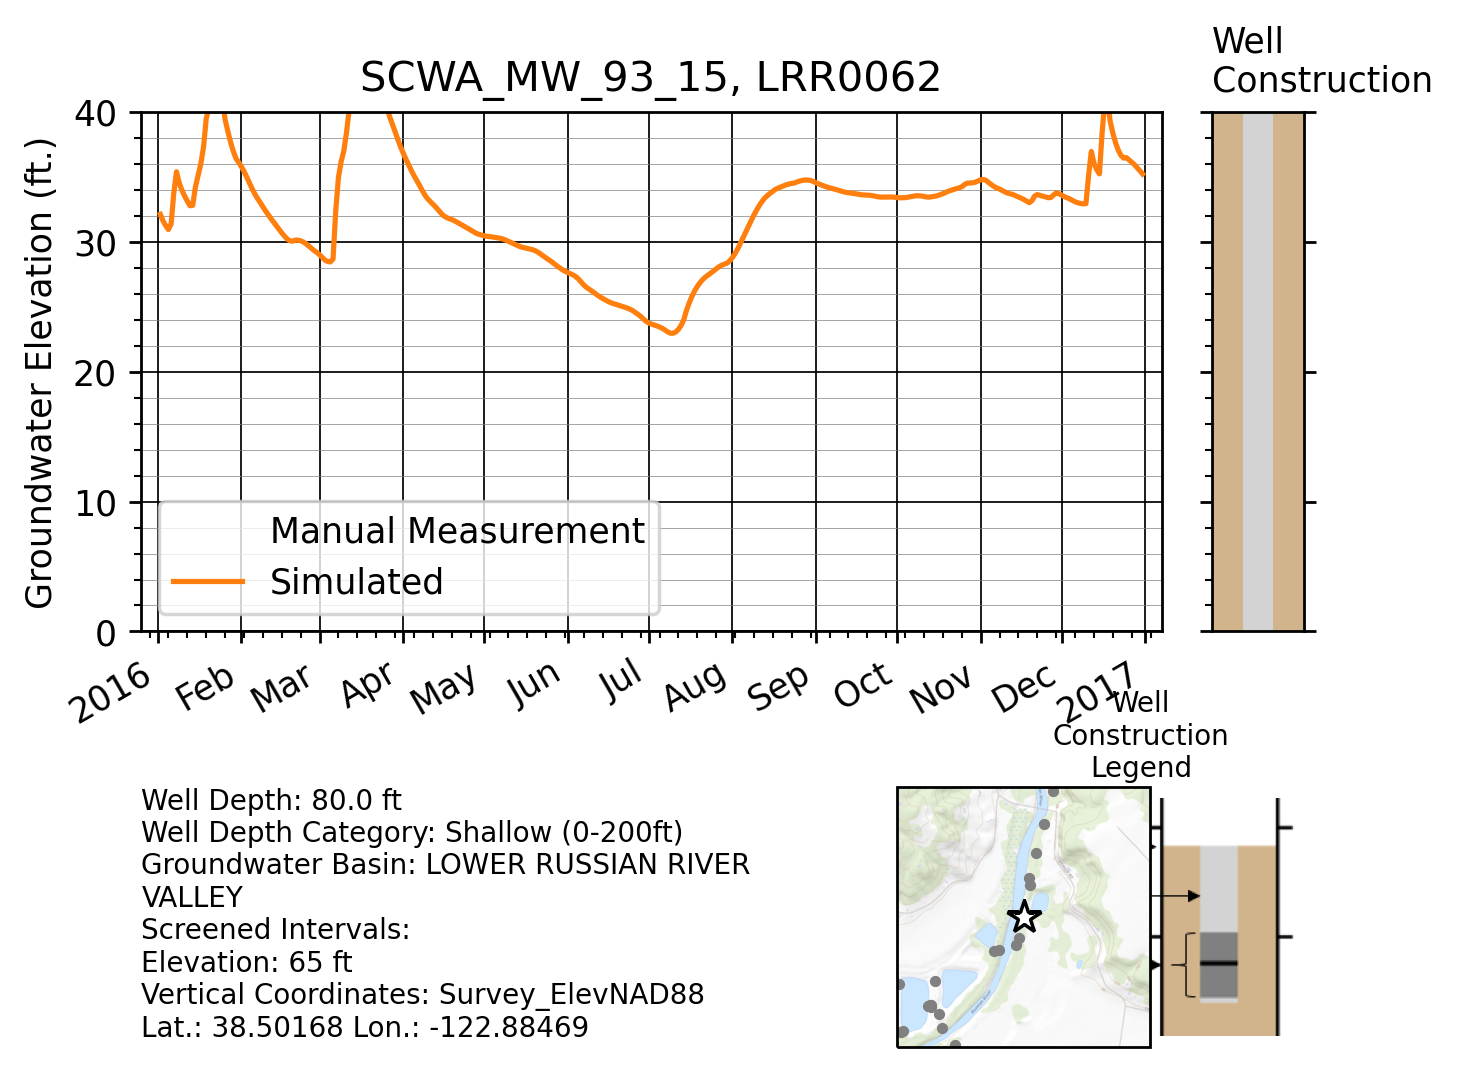 Well
Construction
SCWA_MW_93_15, LRR0062
Groundwater Elevation (ft.)
40
30
20
10
0
Manual Measurement
Simulated
2016 Feb Mar Apr May Jun Jul Aug Sep Oct Nov Dec 2017
Well
Construction
Legend
Well Depth: 80.0 ft
Well Depth Category: Shallow (0-200ft)
Groundwater Basin: LOWER RUSSIAN RIVER
VALLEY
Screened Intervals:
Elevation: 65 ft
Vertical Coordinates: Survey_ElevNAD88
Lat.: 38.50168 Lon.: -122.88469